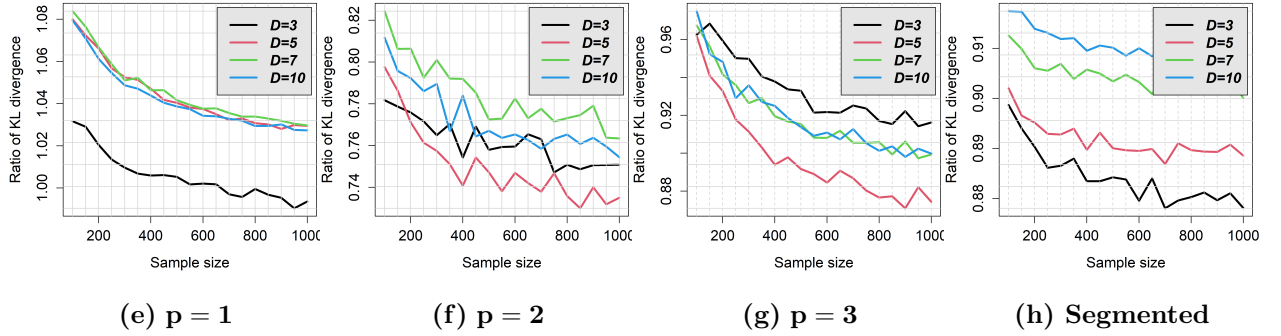 Ratio of KL divergence
1.00 1.02 1.04 1.06 1.08
D=3
D=5
D=7
D=10
200 400 600 800 1000
Sample size
(e) p = 1
Ratio of KL divergence
0.74 0.76 0.78 0.80 0.82
D=3
D=5
D=7
D=10
200 400 600 800 1000
Sample size
(f) p = 2
Ratio of KL divergence
0.88 0.92 0.96
D=3
D=5
D=7
D=10
200 400 600 800 1000
Sample size
(g) p = 3
Ratio of KL divergence
0.88 0.89 0.90 0.91
D=3
D=5
D=7
D=10
200 400 600 800 1000
Sample size
(h) Segmented